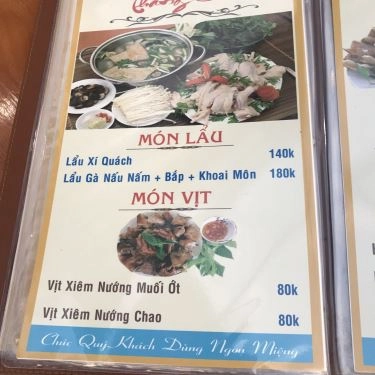 MÓN LẨU
Lẩu Xí Quách 140k
Lẩu Gà Nấu Nấm + Bắp + Khoai Môn 180k
MÓN VỊT
Vịt Xiêm Nướng Muối Ớt 80k
Vịt Xiêm Nướng Chao 80k
Chúc Quý Khách Dùng Ngon Miệng